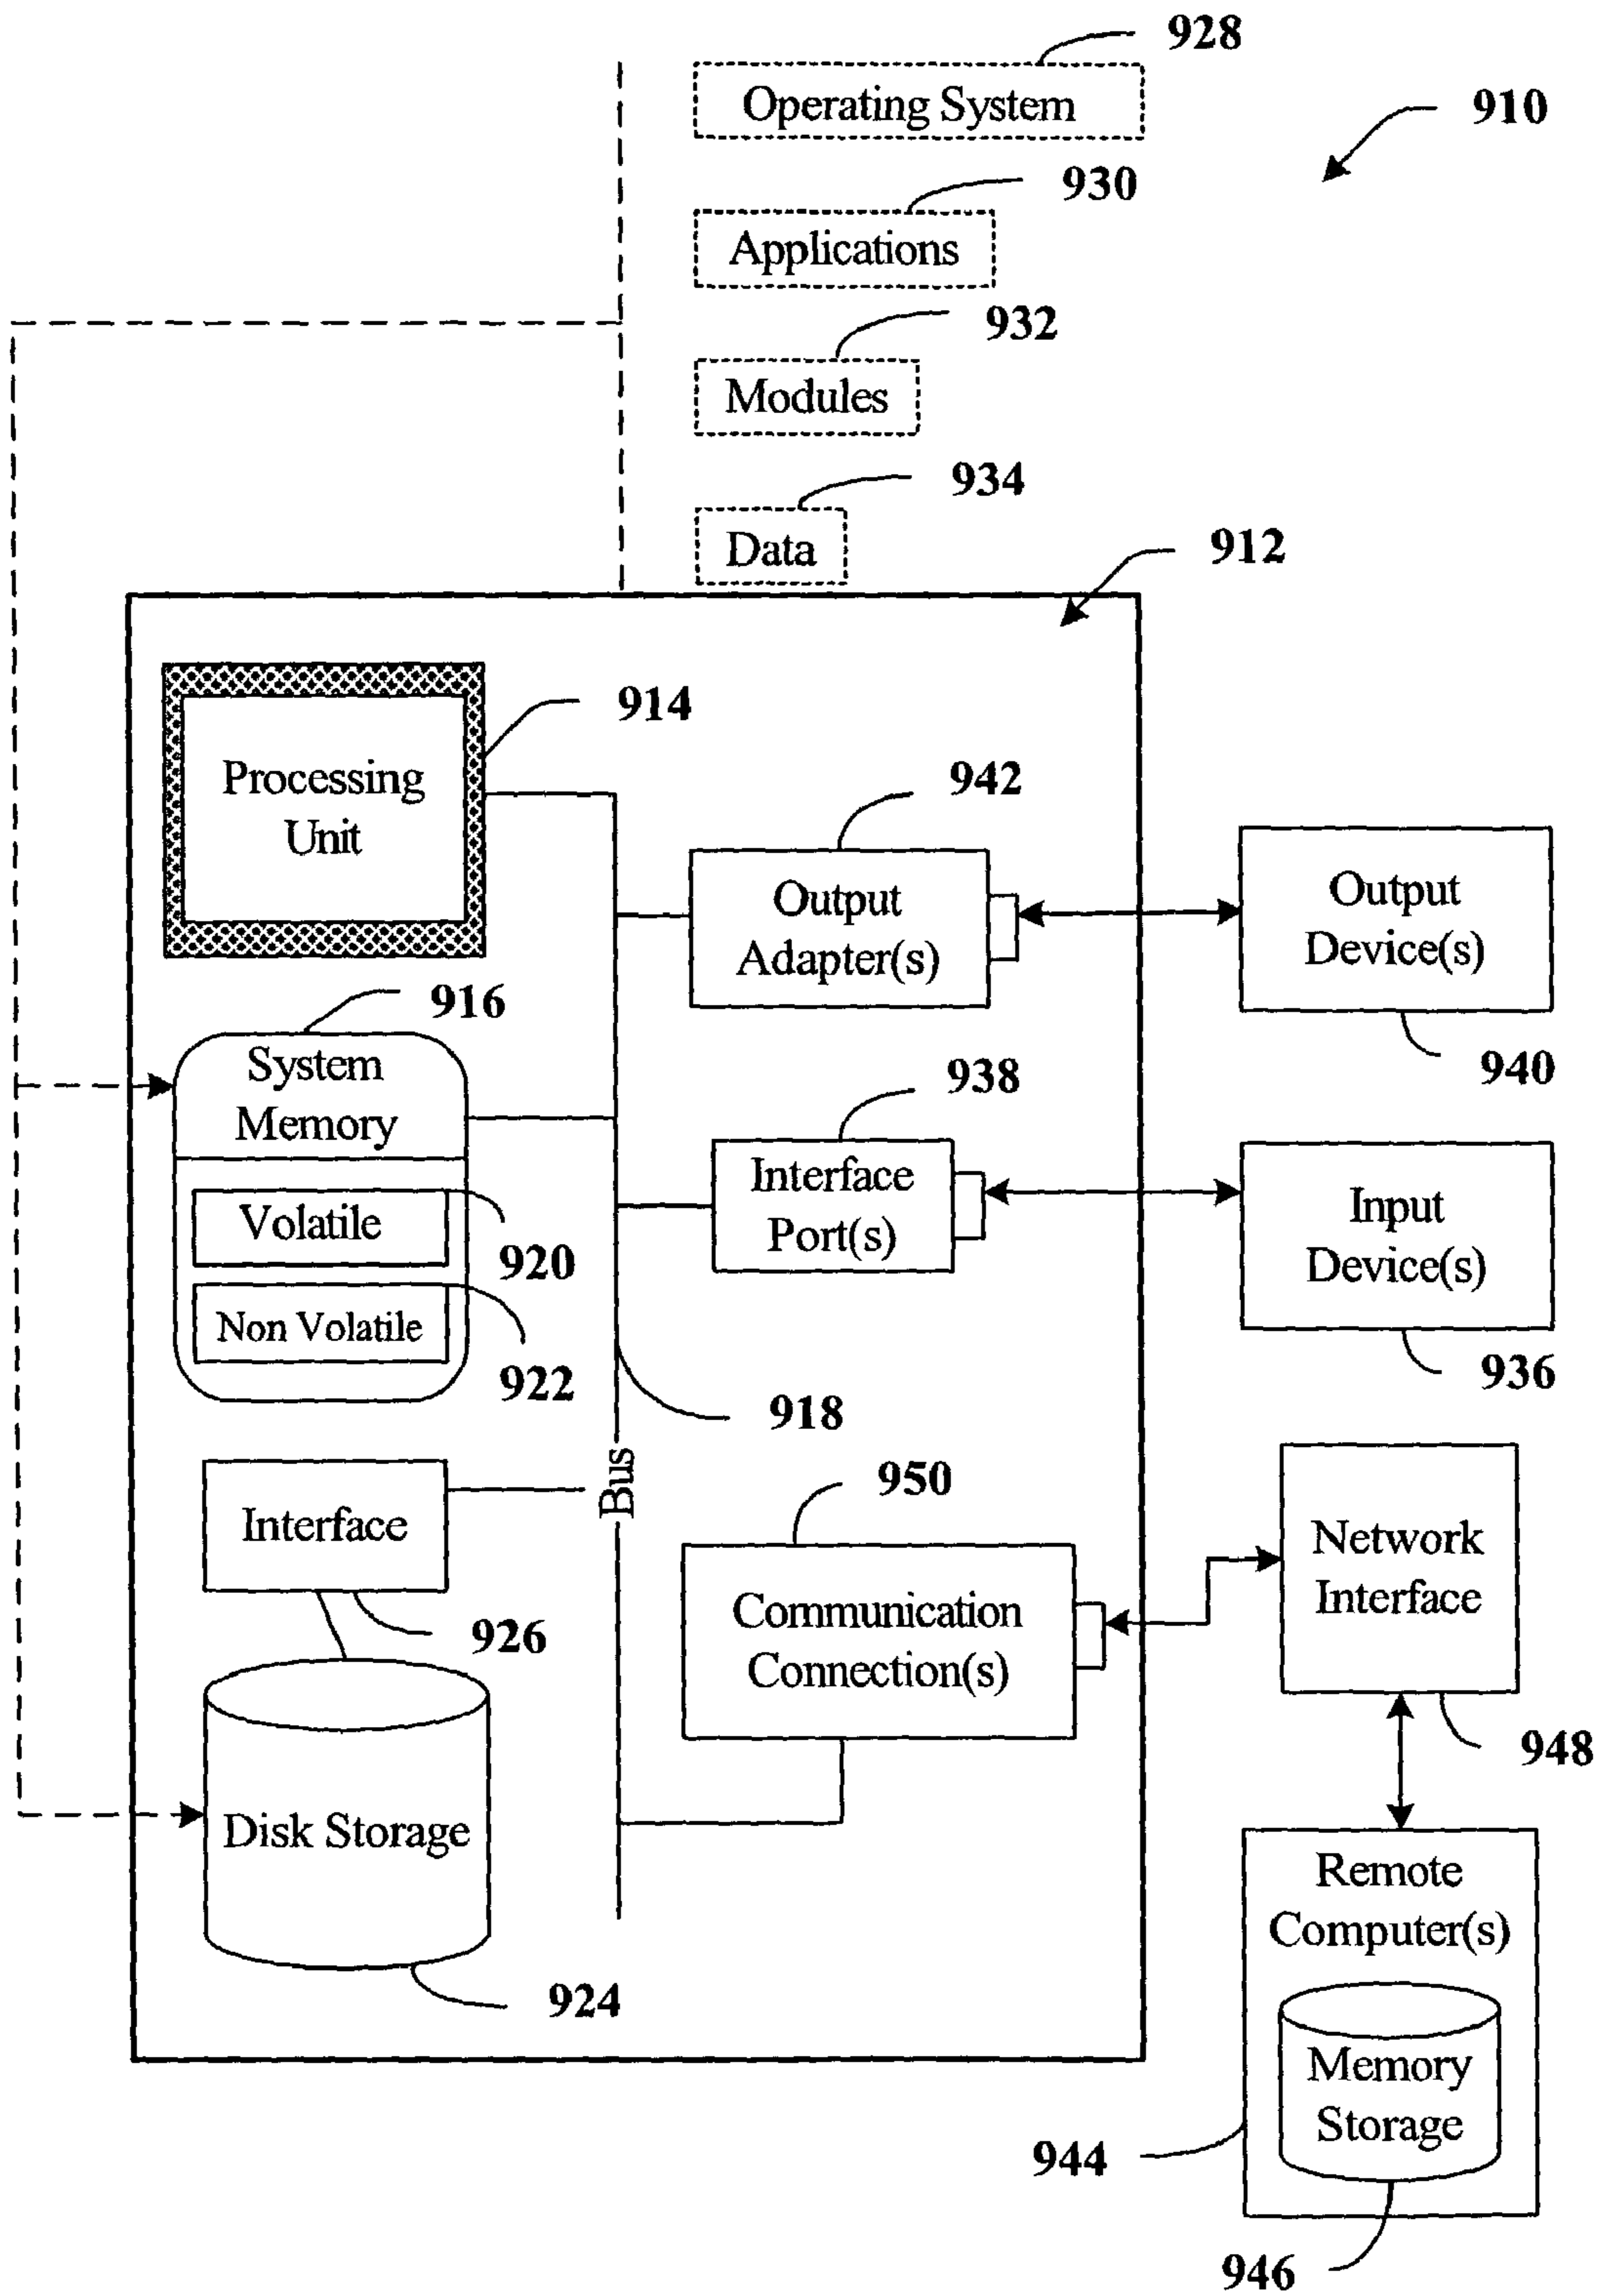 928
Operating System
910
930
Applications
932
Modules
934
Data
912
914
Processing
Unit
942
Output
Adapter(s)
Output
Device(s)
940
916
System
Memory
938
Interface
Port(s)
Input
Device(s)
936
Volatile
920
Non Volatile
922
918
Bus
Interface
926
950
Communication
Connection(s)
Network
Interface
948
Disk Storage
924
Remote
Computer(s)
Memory
Storage
944
946